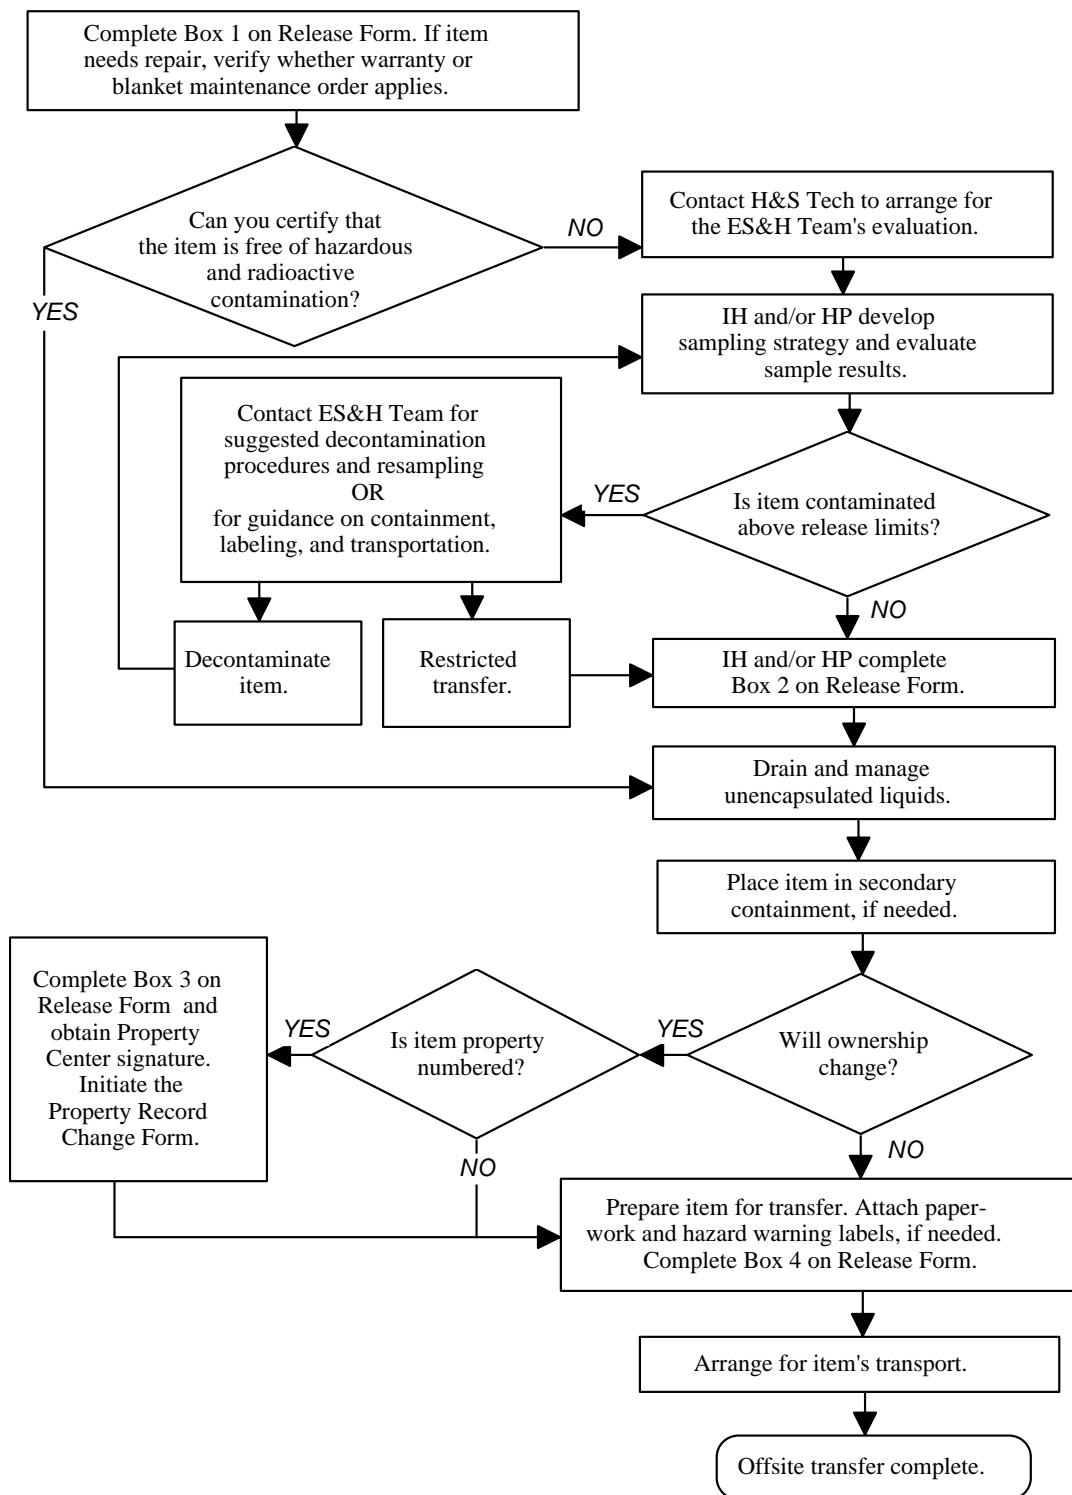 Complete Box 1 on Release Form. If item
needs repair, verify whether warranty or
blanket maintenance order applies.
Can you certify that
the item is free of hazardous
and radioactive
contamination?
NO
YES
Contact H&S Tech to arrange for
the ES&H Team's evaluation.
IH and/or HP develop
sampling strategy and evaluate
sample results.
Contact ES&H Team for
suggested decontamination
procedures and resampling
OR
for guidance on containment,
labeling, and transportation.
YES
Is item contaminated
above release limits?
NO
Decontaminate
item.
Restricted
transfer.
IH and/or HP complete
Box 2 on Release Form.
Drain and manage
unencapsulated liquids.
Place item in secondary
containment, if needed.
Complete Box 3 on
Release Form and
obtain Property
Center signature.
Initiate the
Property Record
Change Form.
YES
Is item property
numbered?
YES
Will ownership
change?
NO
NO
Prepare item for transfer. Attach paper-
work and hazard warning labels, if needed.
Complete Box 4 on Release Form.
Arrange for item's transport.
Offsite transfer complete.